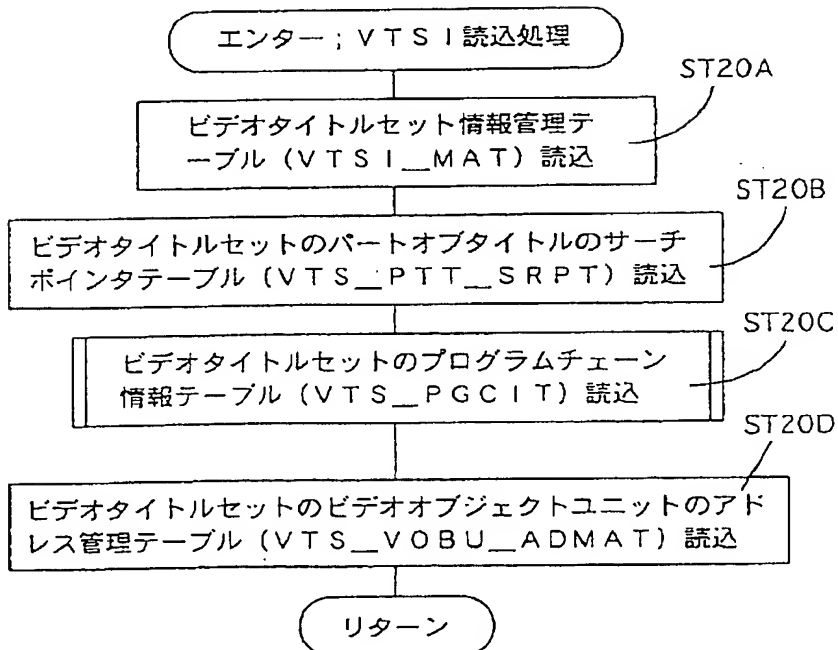 エンター；VTSI読込処理
ST20A
ビデオタイトルセット情報管理テ
ーブル（VTSI__MAT）読込
ST20B
ビデオタイトルセットのパートオブタイトルのサーチ
ポインタテーブル（VTS__PTT__SRPT）読込
ST20C
ビデオタイトルセットのプログラムチェーン
情報テーブル（VTS__PGCIT）読込
ST20D
ビデオタイトルセットのビデオオブジェクトユニットのアド
レス管理テーブル（VTS__VOBU__ADMAT）読込
リターン